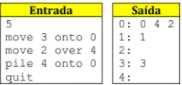 Entrada
5
move 3 onto 0
move 2 over 4
pile 4 onto 0
quit
Saída
0: 0 4 2
1: 1
2:
3: 3
4: